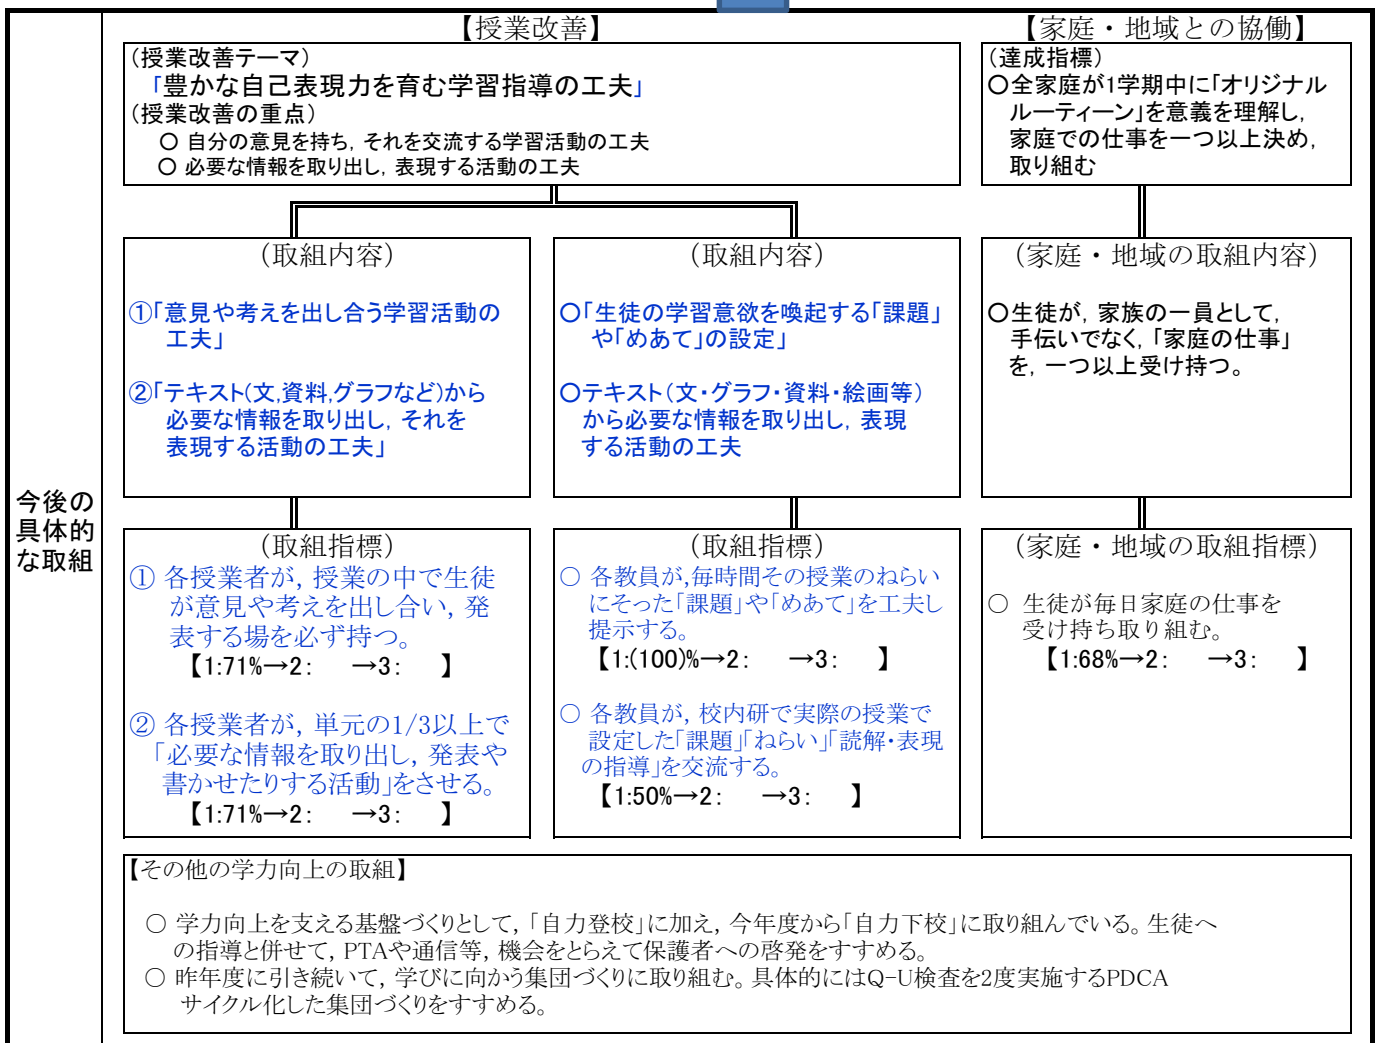 今後の
具体的
な取組
【授業改善】
(授業改善テーマ)
「豊かな自己表現力を育む学習指導の工夫」
(授業改善の重点)
○ 自分の意見を持ち，それを交流する学習活動の工夫
○ 必要な情報を取り出し，表現する活動の工夫
【家庭・地域との協働】
(達成指標)
○全家庭が1学期中に「オリジナル
ルーティーン」を意義を理解し，
家庭での仕事を一つ以上決め，
取り組む
（取組内容）
①「意見や考えを出し合う学習活動の
工夫」
②「テキスト(文,資料,グラフなど)から
必要な情報を取り出し，それを
表現する活動の工夫」
（取組内容）
○「生徒の学習意欲を喚起する「課題」
や「めあて」の設定」
○テキスト（文・グラフ・資料・絵画等）
から必要な情報を取り出し，表現
する活動の工夫
（家庭・地域の取組内容）
○生徒が，家族の一員として，
手伝いでなく，「家庭の仕事」
を，一つ以上受け持つ。
（取組指標）
① 各授業者が，授業の中で生徒
が意見や考えを出し合い，発
表する場を必ず持つ。
【1:71%→2: →3: 】
② 各授業者が，単元の1/3以上で
「必要な情報を取り出し，発表や
書かせたりする活動」をさせる。
【1:71%→2: →3: 】
（取組指標）
○ 各教員が,毎時間その授業のねらい
にそった「課題」や「めあて」を工夫し
提示する。
【1:(100)%→2: →3: 】
○ 各教員が，校内研で実際の授業で
設定した「課題」「ねらい」「読解・表現
の指導」を交流する。
【1:50%→2: →3: 】
（家庭・地域の取組指標）
○ 生徒が毎日家庭の仕事を
受け持ち取り組む。
【1:68%→2: →3: 】
【その他の学力向上の取組】
○ 学力向上を支える基盤づくりとして，「自力登校」に加え，今年度から「自力下校」に取り組んでいる。生徒へ
の指導と併せて，PTAや通信等，機会をとらえて保護者への啓発をすすめる。
○ 昨年度に引き続いて，学びに向かう集団づくりに取り組む。具体的にはQ-U検査を2度実施するPDCA
サイクル化した集団づくりをすすめる。